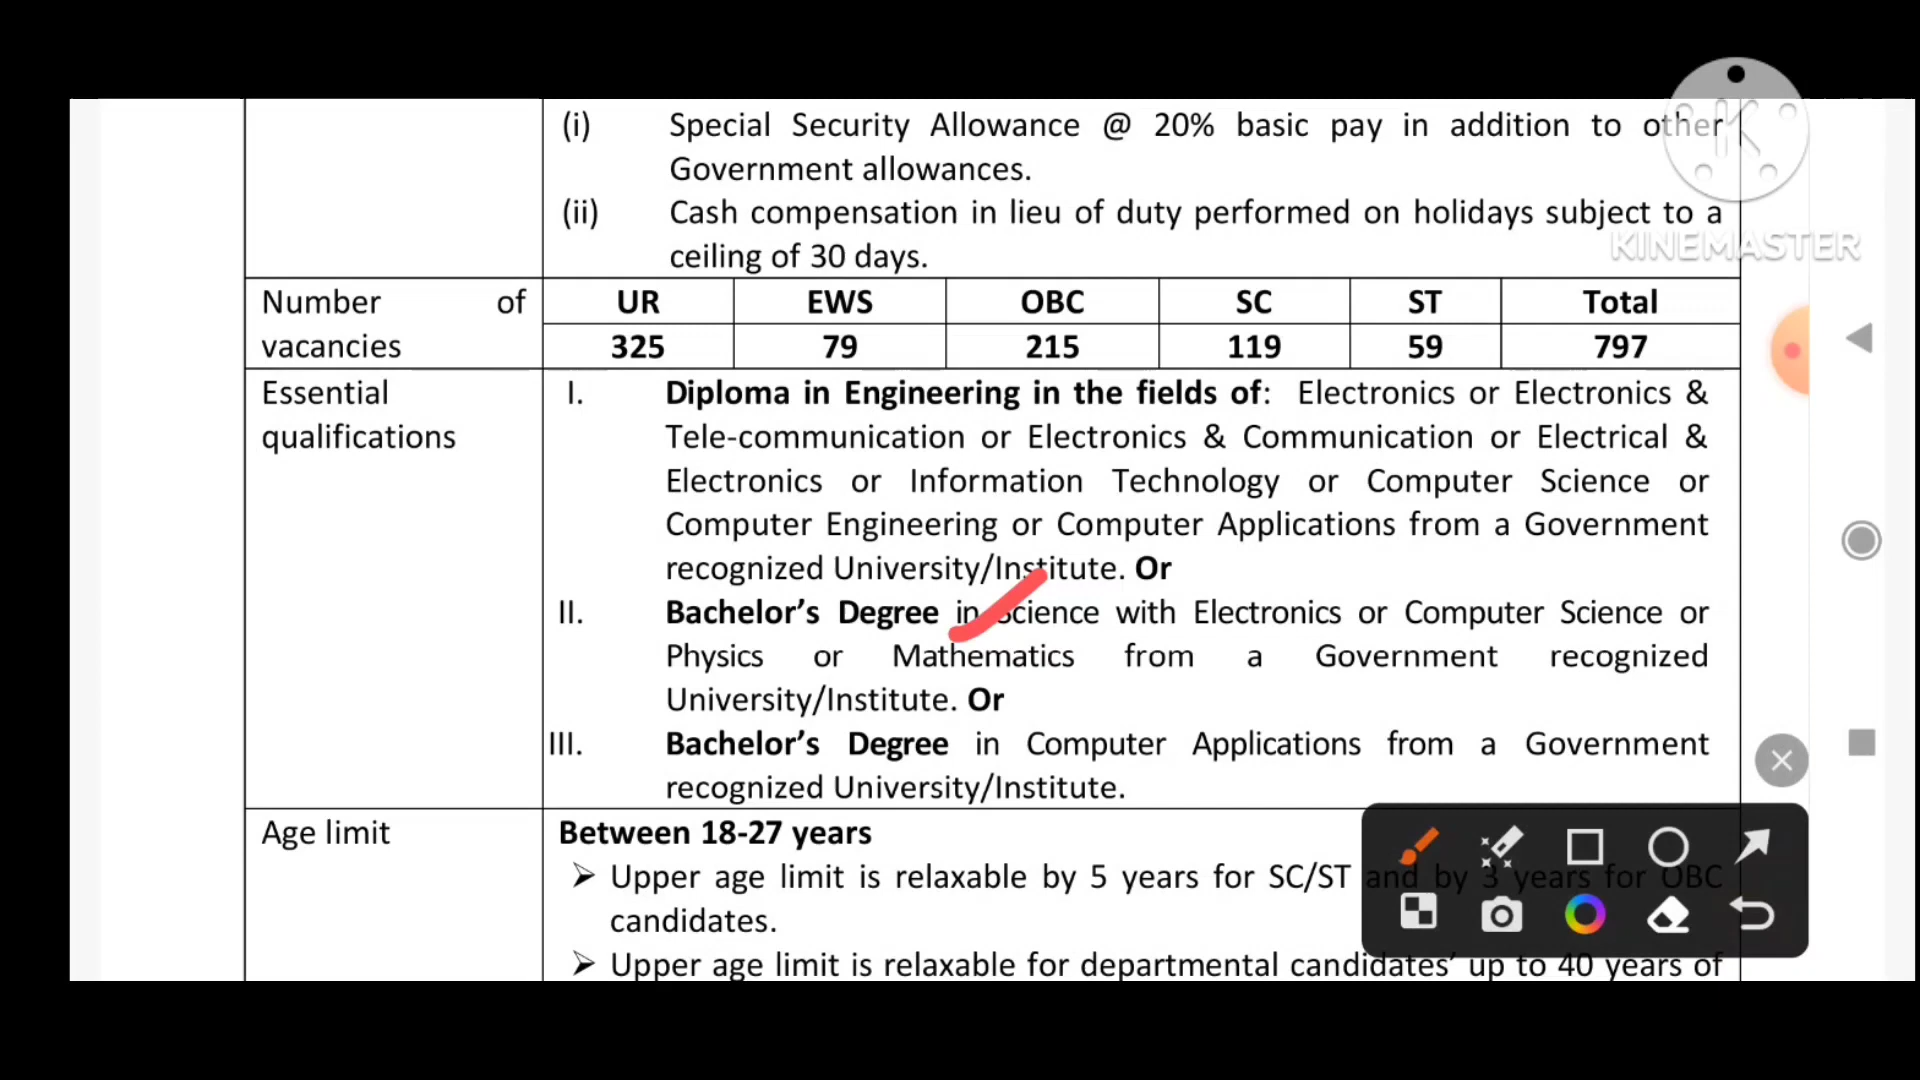 (i) Special Security Allowance @ 20% basic pay in addition to other
Government allowances.
(ii) Cash compensation in lieu of duty performed on holidays subject to a
ceiling of 30 days.
KINEMASTER
Number of vacancies
UR EWS OBC SC ST Total
325 79 215 119 59 797
Essential qualifications
I. Diploma in Engineering in the fields of: Electronics or Electronics &
Tele-communication or Electronics & Communication or Electrical &
Electronics or Information Technology or Computer Science or
Computer Engineering or Computer Applications from a Government
recognized University/Institute. Or
II. Bachelor’s Degree in Science with Electronics or Computer Science or
Physics or Mathematics from a Government recognized
University/Institute. Or
III. Bachelor’s Degree in Computer Applications from a Government
recognized University/Institute.
Age limit
Between 18-27 years
➢ Upper age limit is relaxable by 5 years for SC/ST and by 3 years for OBC
candidates.
➢ Upper age limit is relaxable for departmental candidates’ up to 40 years of